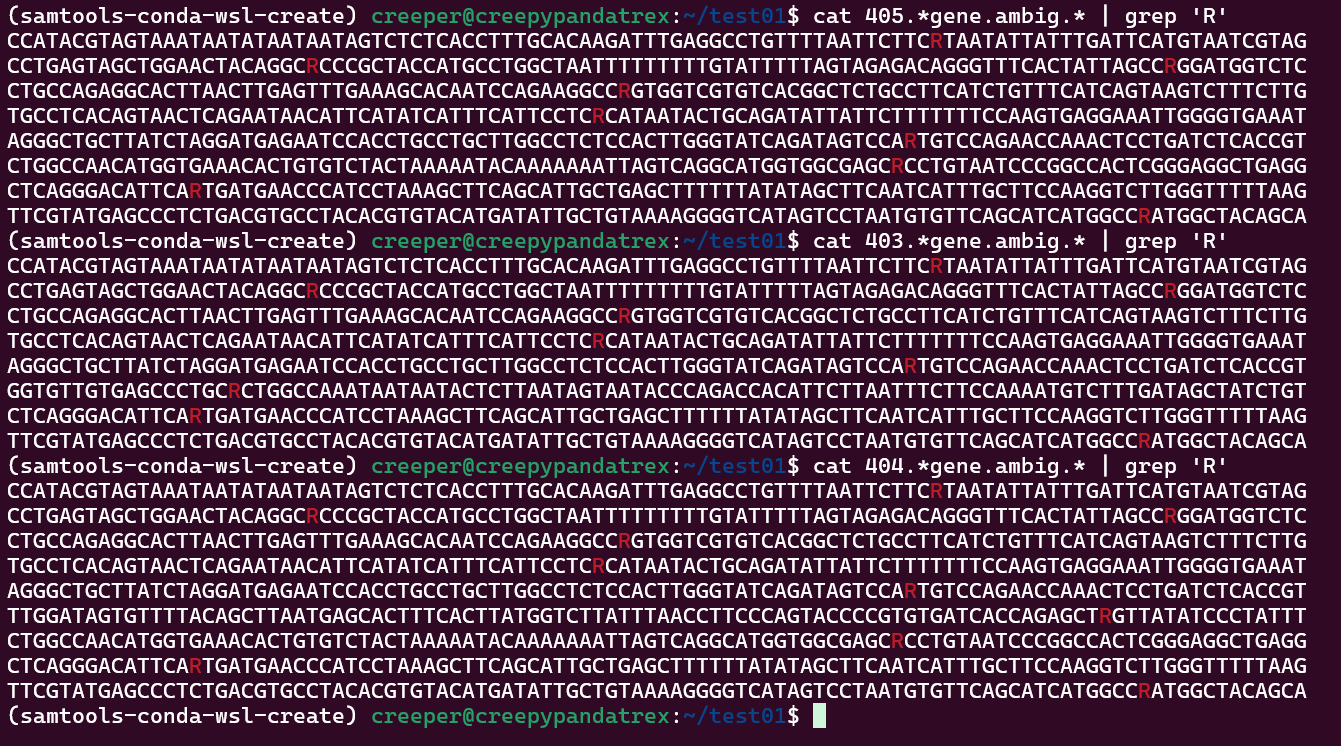 (samtools-conda-wsl-create) creeper@creepypandatrex:~/test01$ cat 405.*gene.ambig.* | grep 'R'
CCATACGTAGTAAATAATATAATAATAGTCTCTCACCTTTGCACAAGATTTGAGGCCTGTTTTAATTCTTCRTAATATTATTTGATTCATGTAATCGTAG
CCTGAGTAGCTGGAACTACAGGCRCCCGCTACCATGCCTGGCTAATTTTTTTTTGTATTTTTAGTAGAGACAGGGTTTCACTATTAGCCRGGATGGTCTC
CTGCCAGAGGCACTTAACTTGAGTTTGAAAGCACAATCCAGAAGGCCRGTGGTCGTGTCACGGCTCTGCCTTCATCTGTTTCATCAGTAAGTCTTTCTTG
TGCCTCACAGTAACTCAGAATAACATTCATATCATTTCATTCCTCRCATAATACTGCAGATATTATTCTTTTTTTCCAAGTGAGGAAATTGGGGTGAAAT
AGGGCTGCTTATCTAGGATGAGAATCCACCTGCCTGCTTGGCCTCTCCACTTGGGTATCAGATAGTCCARTGTCCAGAACCAAACTCCTGATCTCACCGT
CTGGCCAACATGGTGAAACACTGTGTCTACTAAAAATACAAAAAAATTAGTCAGGCATGGTGGCGAGCRCCTGTAATCCCGGCCACTCGGGAGGCTGAGG
CTCAGGGACATTCARTGATGAACCCATCCTAAAGCTTCAGCATTGCTGAGCTTTTTTATATAGCTTCAATCATTTGCTTCCAAGGTCTTGGGTTTTTAAG
TTCGTATGAGCCCTCTGACGTGCCTACACGTGTACATGATATTGCTGTAAAAGGGGTCATAGTCCTAATGTGTTCAGCATCATGGCCRATGGCTACAGCA
(samtools-conda-wsl-create) creeper@creepypandatrex:~/test01$ cat 403.*gene.ambig.* | grep 'R'
CCATACGTAGTAAATAATATAATAATAGTCTCTCACCTTTGCACAAGATTTGAGGCCTGTTTTAATTCTTCRTAATATTATTTGATTCATGTAATCGTAG
CCTGAGTAGCTGGAACTACAGGCRCCCGCTACCATGCCTGGCTAATTTTTTTTTGTATTTTTAGTAGAGACAGGGTTTCACTATTAGCCRGGATGGTCTC
CTGCCAGAGGCACTTAACTTGAGTTTGAAAGCACAATCCAGAAGGCCRGTGGTCGTGTCACGGCTCTGCCTTCATCTGTTTCATCAGTAAGTCTTTCTTG
TGCCTCACAGTAACTCAGAATAACATTCATATCATTTCATTCCTCRCATAATACTGCAGATATTATTCTTTTTTTCCAAGTGAGGAAATTGGGGTGAAAT
AGGGCTGCTTATCTAGGATGAGAATCCACCTGCCTGCTTGGCCTCTCCACTTGGGTATCAGATAGTCCARTGTCCAGAACCAAACTCCTGATCTCACCGT
GGTGTTGTGAGCCCTGCRCTGGCCAAATAATAATACTCTTAATAGTAATACCCAGACCACATTCTTAATTTCTTCCAAAATGTCTTTGATAGCTATCTGT
CTCAGGGACATTCARTGATGAACCCATCCTAAAGCTTCAGCATTGCTGAGCTTTTTTATATAGCTTCAATCATTTGCTTCCAAGGTCTTGGGTTTTTAAG
TTCGTATGAGCCCTCTGACGTGCCTACACGTGTACATGATATTGCTGTAAAAGGGGTCATAGTCCTAATGTGTTCAGCATCATGGCCRATGGCTACAGCA
(samtools-conda-wsl-create) creeper@creepypandatrex:~/test01$ cat 404.*gene.ambig.* | grep 'R'
CCATACGTAGTAAATAATATAATAATAGTCTCTCACCTTTGCACAAGATTTGAGGCCTGTTTTAATTCTTCRTAATATTATTTGATTCATGTAATCGTAG
CCTGAGTAGCTGGAACTACAGGCRCCCGCTACCATGCCTGGCTAATTTTTTTTTGTATTTTTAGTAGAGACAGGGTTTCACTATTAGCCRGGATGGTCTC
CTGCCAGAGGCACTTAACTTGAGTTTGAAAGCACAATCCAGAAGGCCRGTGGTCGTGTCACGGCTCTGCCTTCATCTGTTTCATCAGTAAGTCTTTCTTG
TGCCTCACAGTAACTCAGAATAACATTCATATCATTTCATTCCTCRCATAATACTGCAGATATTATTCTTTTTTTCCAAGTGAGGAAATTGGGGTGAAAT
AGGGCTGCTTATCTAGGATGAGAATCCACCTGCCTGCTTGGCCTCTCCACTTGGGTATCAGATAGTCCARTGTCCAGAACCAAACTCCTGATCTCACCGT
TTGGATAGTGTTTTACAGCTTAATGAGCACTTTCACTTATGGTCTTATTTAACCTTCCCAGTACCCCGTGTGATCACCAGAGCTRGTTATATCCCTATTT
CTGGCCAACATGGTGAAACACTGTGTCTACTAAAAATACAAAAAAATTAGTCAGGCATGGTGGCGAGCRCCTGTAATCCCGGCCACTCGGGAGGCTGAGG
CTCAGGGACATTCARTGATGAACCCATCCTAAAGCTTCAGCATTGCTGAGCTTTTTTATATAGCTTCAATCATTTGCTTCCAAGGTCTTGGGTTTTTAAG
TTCGTATGAGCCCTCTGACGTGCCTACACGTGTACATGATATTGCTGTAAAAGGGGTCATAGTCCTAATGTGTTCAGCATCATGGCCRATGGCTACAGCA
(samtools-conda-wsl-create) creeper@creepypandatrex:~/test01$